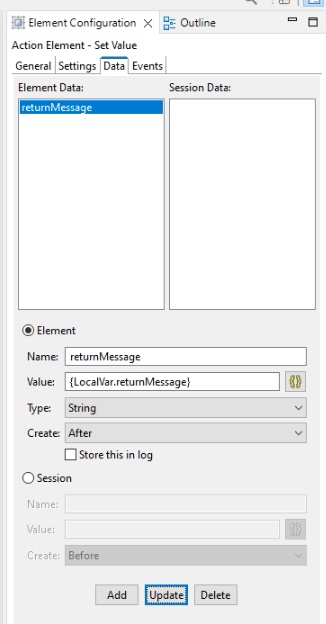 Element Configuration
Outline
Action Element - Set Value
General Settings Data Events
Element Data:
Session Data:
returnMessage
Element
Name: returnMessage
Value: {LocalVar.returnMessage}
Type: String
Create: After
Store this in log
Session
Name:
Value:
Create: Before
Add Update Delete